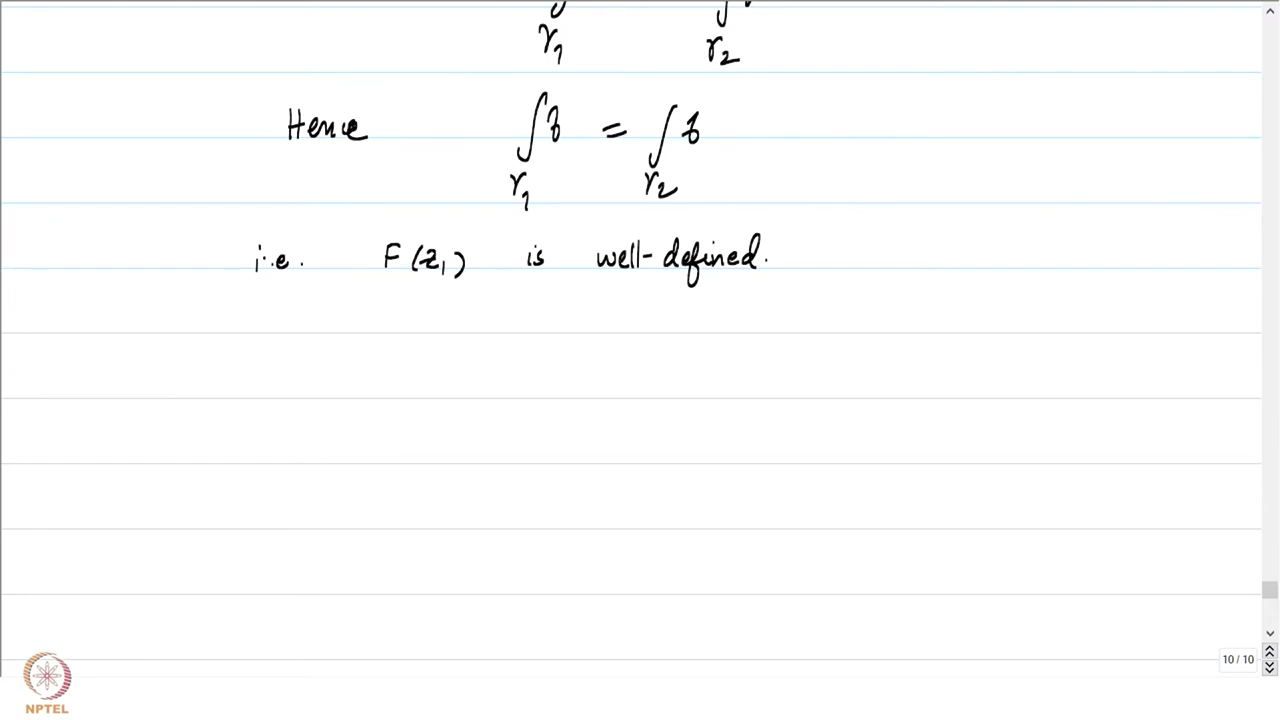 γ₁ γ₂
Hence ∫ f = ∫ f
γ₁ γ₂
i.e. F(z₁) is well-defined.
10 / 10
NPTEL